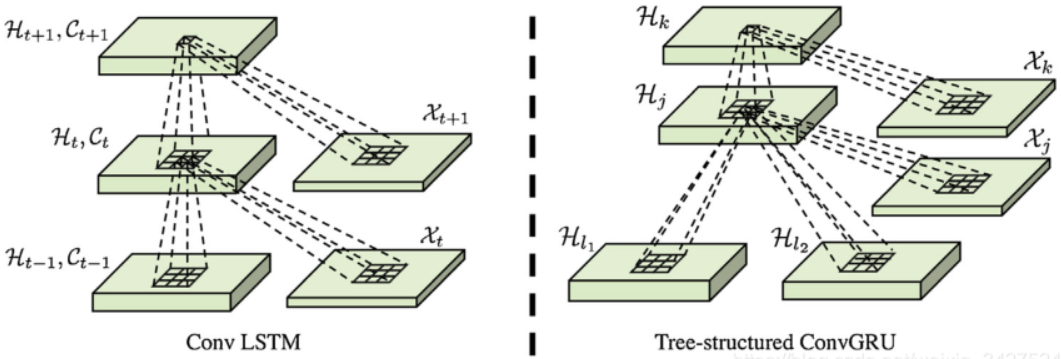 H_{t+1}, C_{t+1}
X_{t+1}
H_t, C_t
X_t
H_{t−1}, C_{t−1}
Conv LSTM
H_k
X_k
H_j
X_j
H_{l_1}
H_{l_2}
Tree-structured ConvGRU